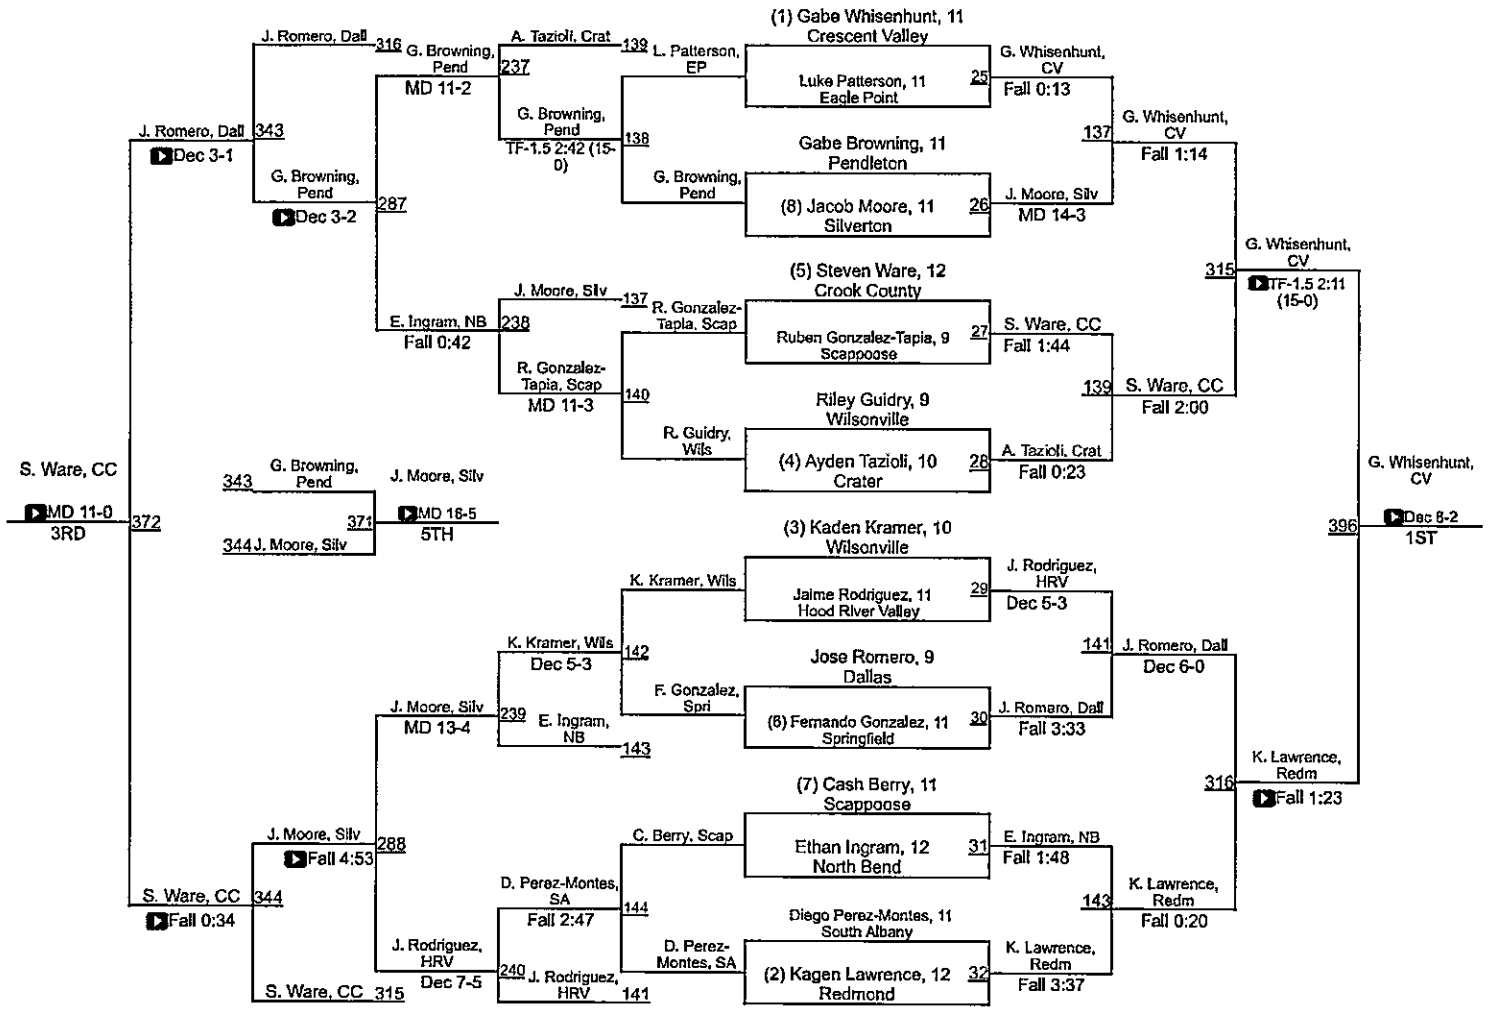 (1) Gabe Whisenhunt, 11
Crescent Valley
J. Romero, Dall
316
G. Browning,
Pend
MD 11-2
A. Tazioli, Crat
139
237
L. Patterson,
EP
Luke Patterson, 11
Eagle Point
25
G. Whisenhunt,
CV
Fall 0:13
J. Romero, Dall
343
Dec 3-1
G. Browning,
Pend
TF-1.5 2:42 (15-
0)
138
Gabe Browning, 11
Pendleton
137
G. Whisenhunt,
CV
Fall 1:14
G. Browning,
Pend
Dec 3-2
287
G. Browning,
Pend
(8) Jacob Moore, 11
Silverton
26
J. Moore, Silv
MD 14-3
G. Whisenhunt,
CV
315
TF-1.5 2:11
(15-0)
(5) Steven Ware, 12
Crook County
J. Moore, Silv
137
E. Ingram, NB
238
Fall 0:42
R. Gonzalez-
Tapia, Scap
Ruben Gonzalez-Tapia, 9
Scappoose
27
S. Ware, CC
Fall 1:44
R. Gonzalez-
Tapia, Scap
MD 11-3
140
Riley Guidry, 9
Wilsonville
139
S. Ware, CC
Fall 2:00
R. Guidry,
Wils
(4) Ayden Tazioli, 10
Crater
28
A. Tazioli, Crat
Fall 0:23
S. Ware, CC
MD 11-0
3RD
372
343
G. Browning,
Pend
J. Moore, Silv
371
MD 16-5
5TH
344
J. Moore, Silv
G. Whisenhunt,
CV
396
Dec 8-2
1ST
(3) Kaden Kramer, 10
Wilsonville
K. Kramer, Wils
Jaime Rodriguez, 11
Hood River Valley
29
J. Rodriguez,
HRV
Dec 5-3
K. Kramer, Wils
Dec 5-3
142
Jose Romero, 9
Dallas
141
J. Romero, Dall
Dec 6-0
J. Moore, Silv
MD 13-4
239
E. Ingram,
NB
143
F. Gonzalez,
Spri
(6) Fernando Gonzalez, 11
Springfield
30
J. Romero, Dall
Fall 3:33
316
K. Lawrence,
Redm
Fall 1:23
(7) Cash Berry, 11
Scappoose
J. Moore, Silv
Fall 4:53
288
C. Berry, Scap
Ethan Ingram, 12
North Bend
31
E. Ingram, NB
Fall 1:48
S. Ware, CC
Fall 0:34
344
D. Perez-Montes,
SA
Fall 2:47
144
Diego Perez-Montes, 11
South Albany
143
K. Lawrence,
Redm
Fall 0:20
J. Rodriguez,
HRV
Dec 7-5
240
J. Rodriguez,
HRV
141
D. Perez-
Montes, SA
(2) Kagen Lawrence, 12
Redmond
32
K. Lawrence,
Redm
Fall 3:37
S. Ware, CC
315